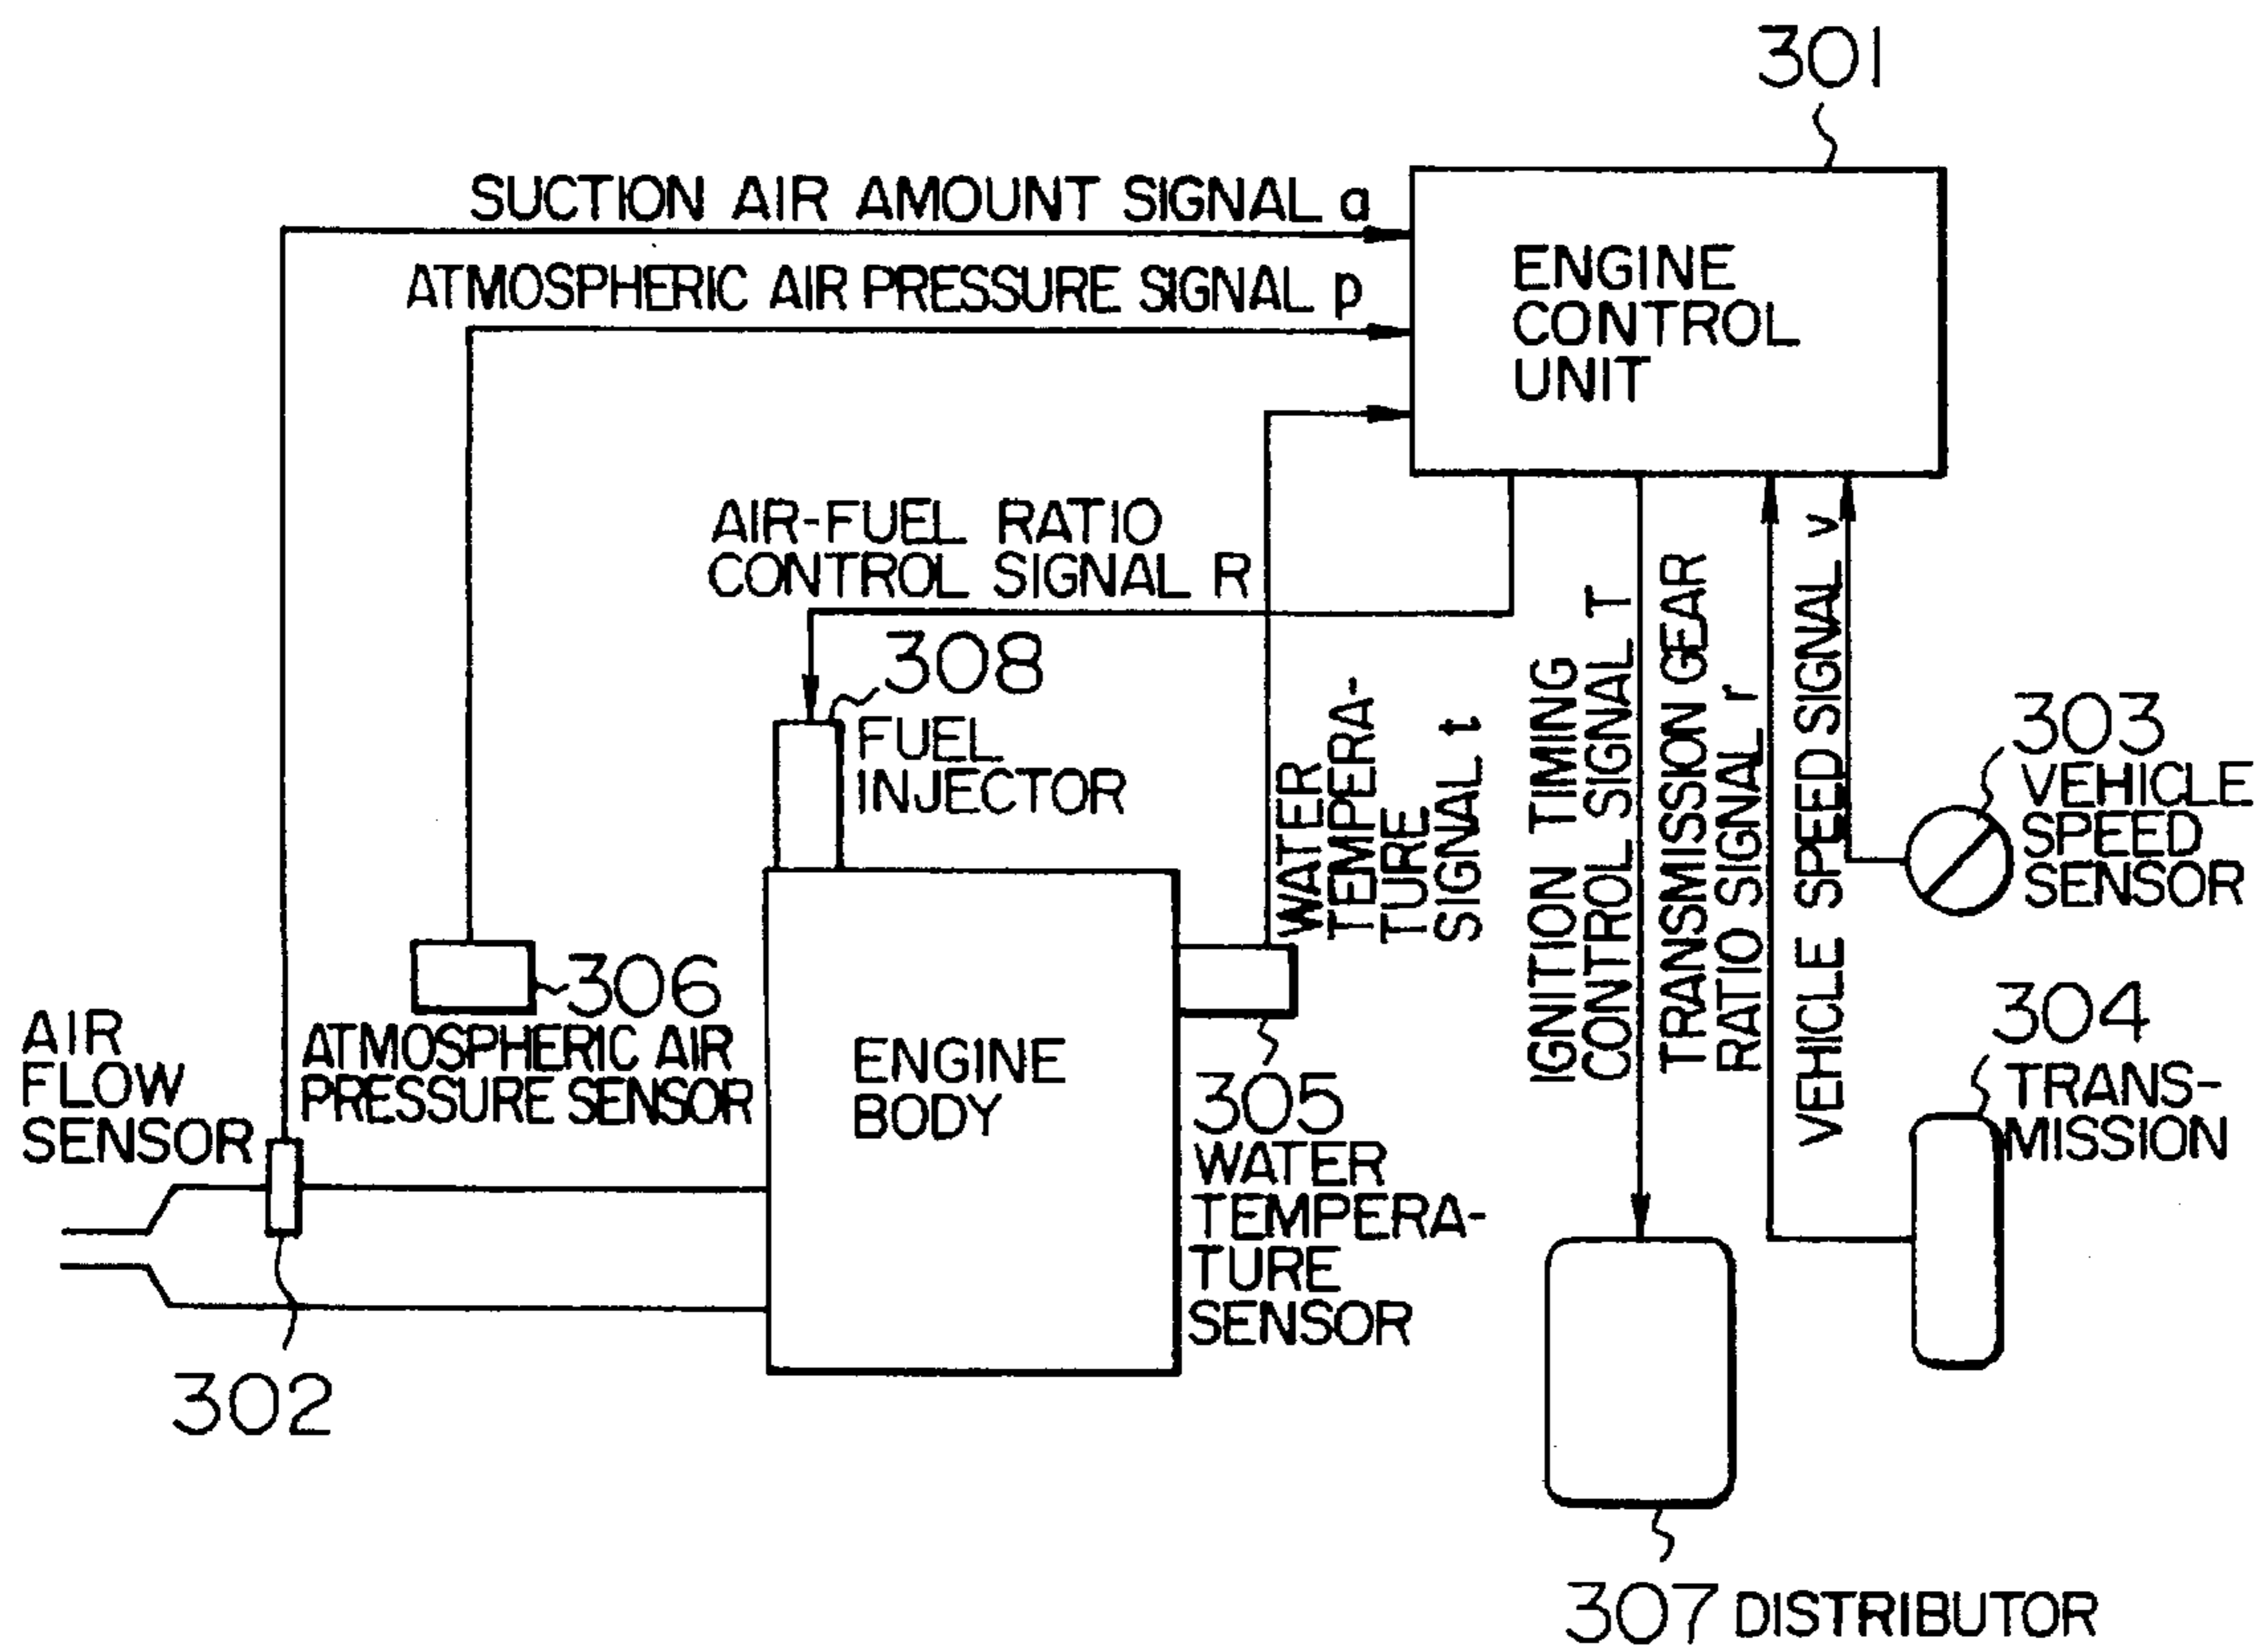 301
SUCTION AIR AMOUNT SIGNAL a
ATMOSPHERIC AIR PRESSURE SIGNAL p
ENGINE
CONTROL
UNIT
AIR-FUEL RATIO
CONTROL SIGNAL R
308
FUEL
INJECTOR
WATER
TEMPERA-
TURE
SIGNAL t
IGNITION TIMING
CONTROL SIGNAL T
TRANSMISSION GEAR
RATIO SIGNAL r
VEHICLE SPEED SIGNAL v
303
VEHICLE
SPEED
SENSOR
306
ATMOSPHERIC AIR
PRESSURE SENSOR
AIR
FLOW
SENSOR
302
ENGINE
BODY
305
WATER
TEMPERA-
TURE
SENSOR
304
TRANS-
MISSION
307 DISTRIBUTOR